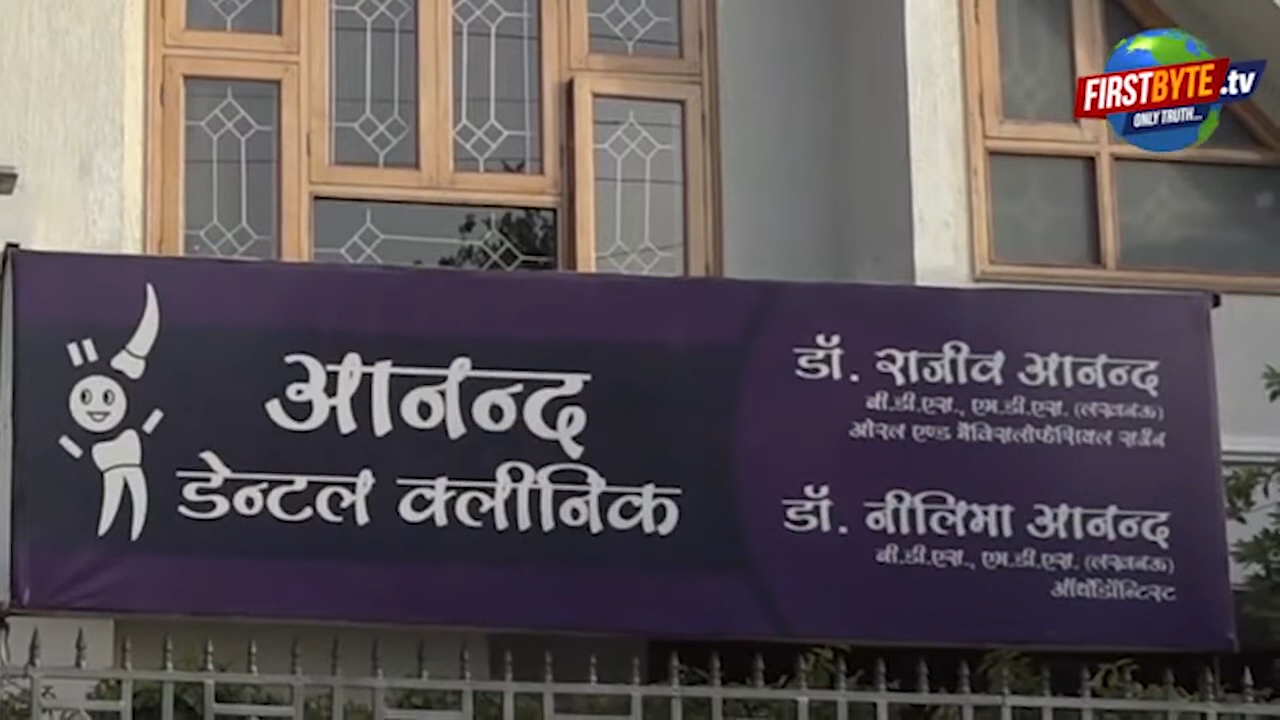 FIRSTBYTE.tv
ONLY TRUTH...
आनन्द
डेन्टल क्लीनिक
डॉ. राजीव आनन्द
बी.डी.एस., एम.डी.एस. (लखनऊ)
ओरल एण्ड मैक्सिलोफेशियल सर्जन
डॉ. नीलिमा आनन्द
बी.डी.एस., एम.डी.एस. (लखनऊ)
ऑर्थोडॉन्टिस्ट